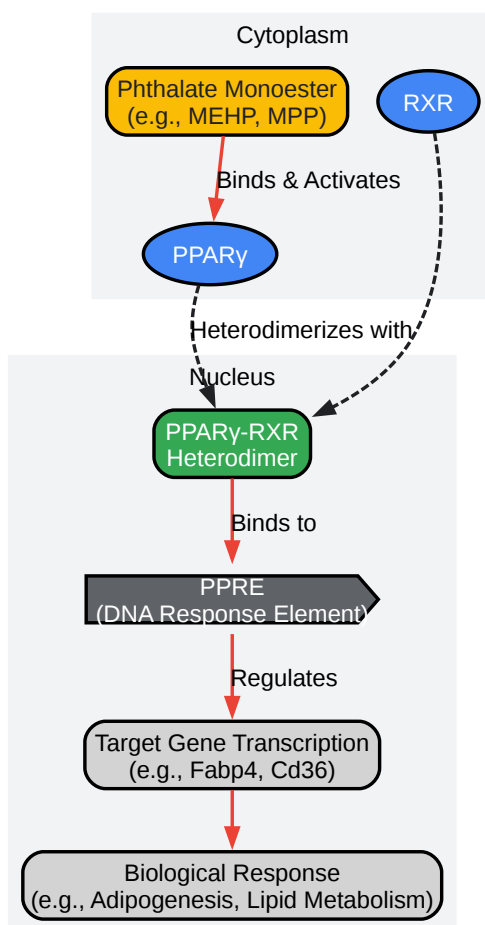 Cytoplasm
Phthalate Monoester
(e.g., MEHP, MPP)
RXR
Binds & Activates
PPARγ
Heterodimerizes with
Nucleus
PPARγ-RXR
Heterodimer
Binds to
PPRE
(DNA Response Element)
Regulates
Target Gene Transcription
(e.g., Fabp4, Cd36)
Biological Response
(e.g., Adipogenesis, Lipid Metabolism)